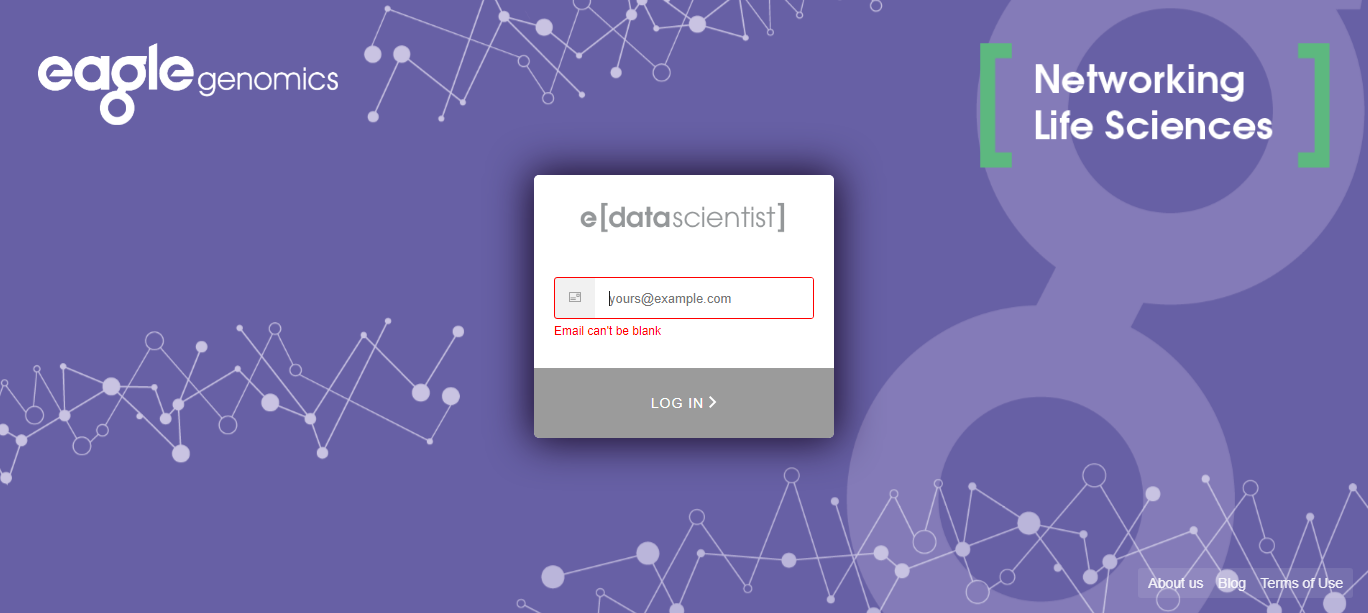 eagle genomics
Networking
Life Sciences
e[datascientist]
yours@example.com
Email can't be blank
LOG IN
About us Blog Terms of Use